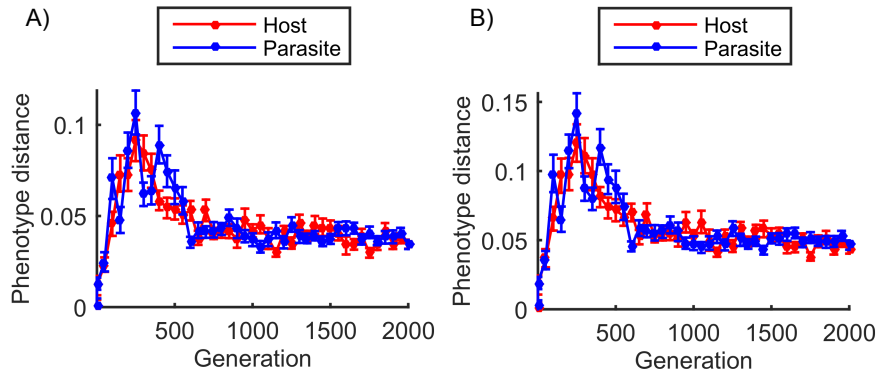 A)
Host
Parasite
Phenotype distance
0.1
0.05
0
500
1000
1500
2000
Generation
B)
Host
Parasite
Phenotype distance
0.15
0.1
0.05
0
500
1000
1500
2000
Generation